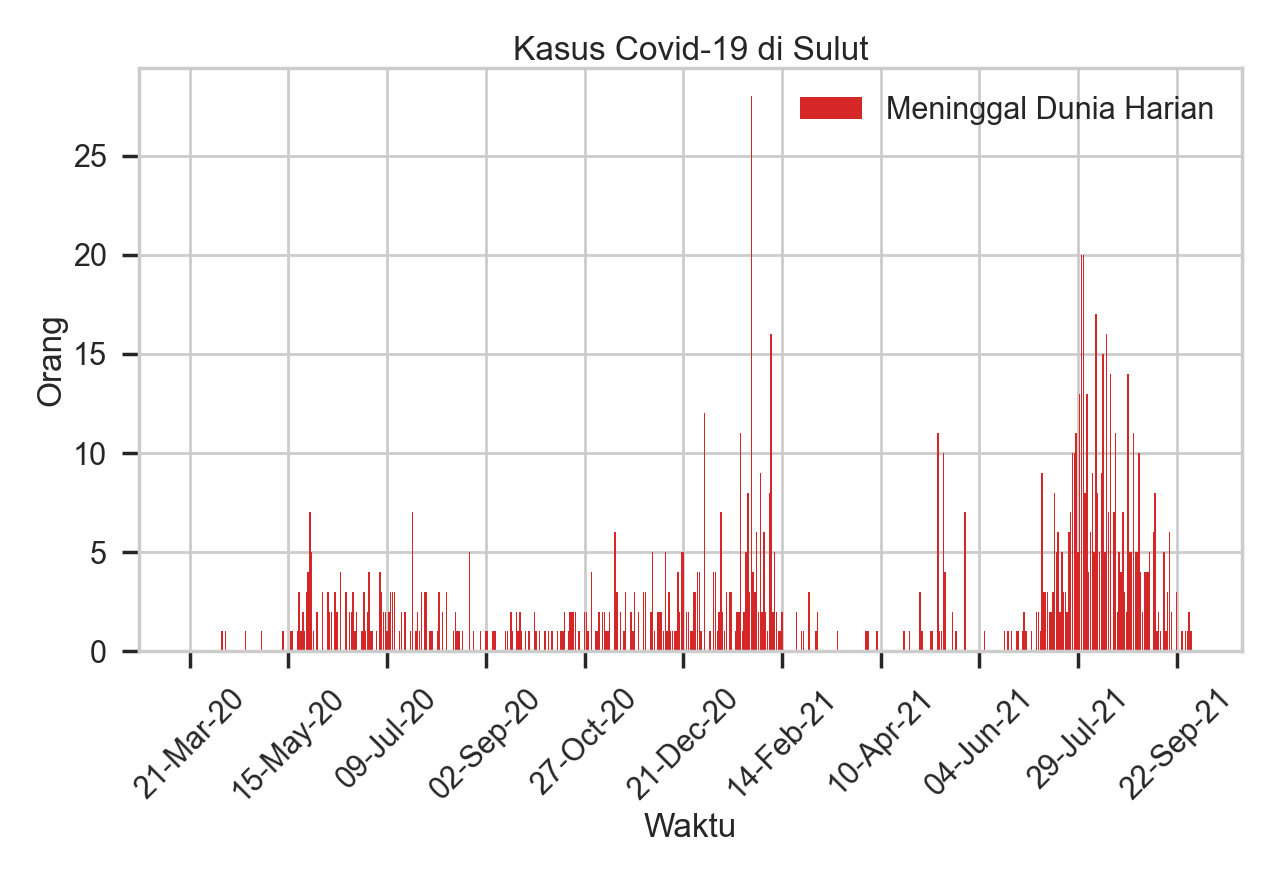 Kasus Covid-19 di Sulut
Meninggal Dunia Harian
Orang
25
20
15
10
5
0
21-Mar-20
15-May-20
09-Jul-20
02-Sep-20
27-Oct-20
21-Dec-20
14-Feb-21
10-Apr-21
04-Jun-21
29-Jul-21
22-Sep-21
Waktu